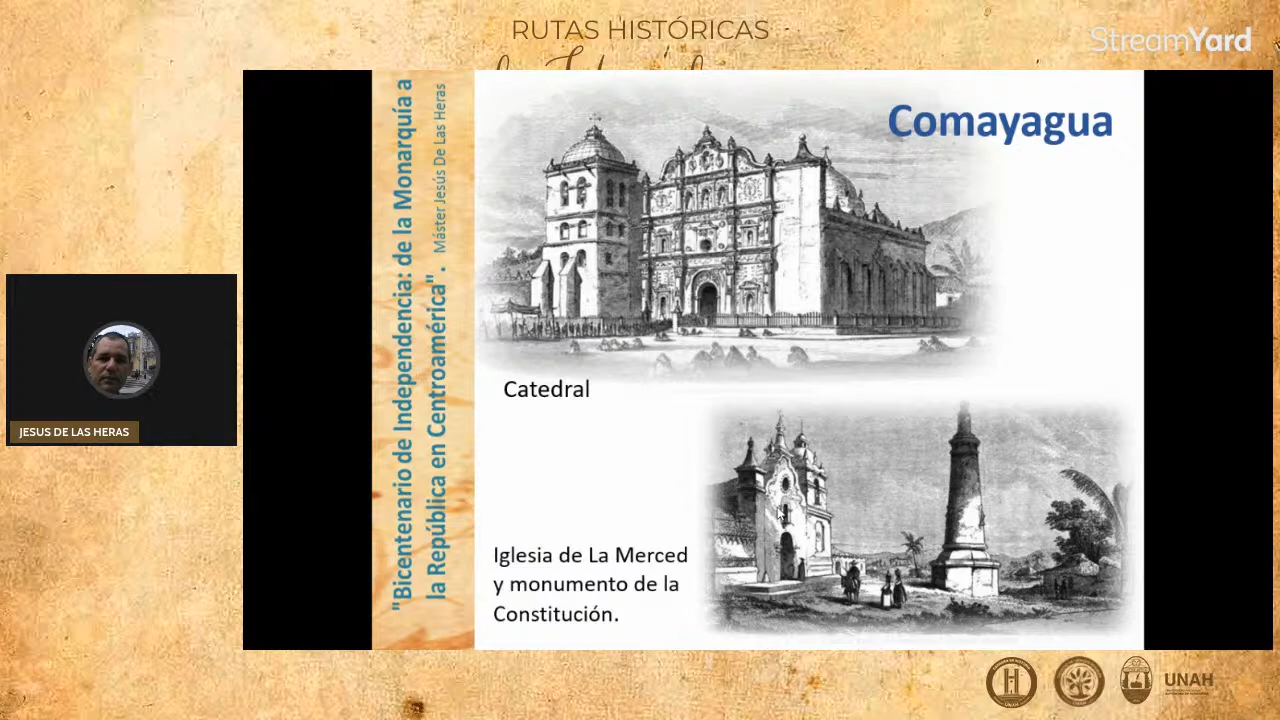 RUTAS HISTÓRICAS
StreamYard
"Bicentenario de Independencia: de la Monarquía a
la República en Centroamérica". Máster Jesús De Las Heras
Comayagua
Catedral
Iglesia de La Merced
y monumento de la
Constitución.
JESUS DE LAS HERAS
UNAH